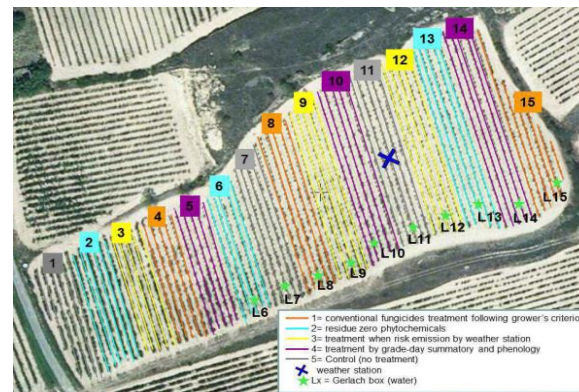 14
13
12
11
10
9
8
7
6
5
4
3
2
1
15
L15
L14
L13
L12
L11
L10
L9
L8
L7
L6
1= conventional fungicides treatment following grower's criterio
2= residue zero phytochemicals
3= treatment when risk emission by weather station
4= treatment by grade-day summatory and phenology
5= Control (no treatment)
weather station
Lx = Gerlach box (water)